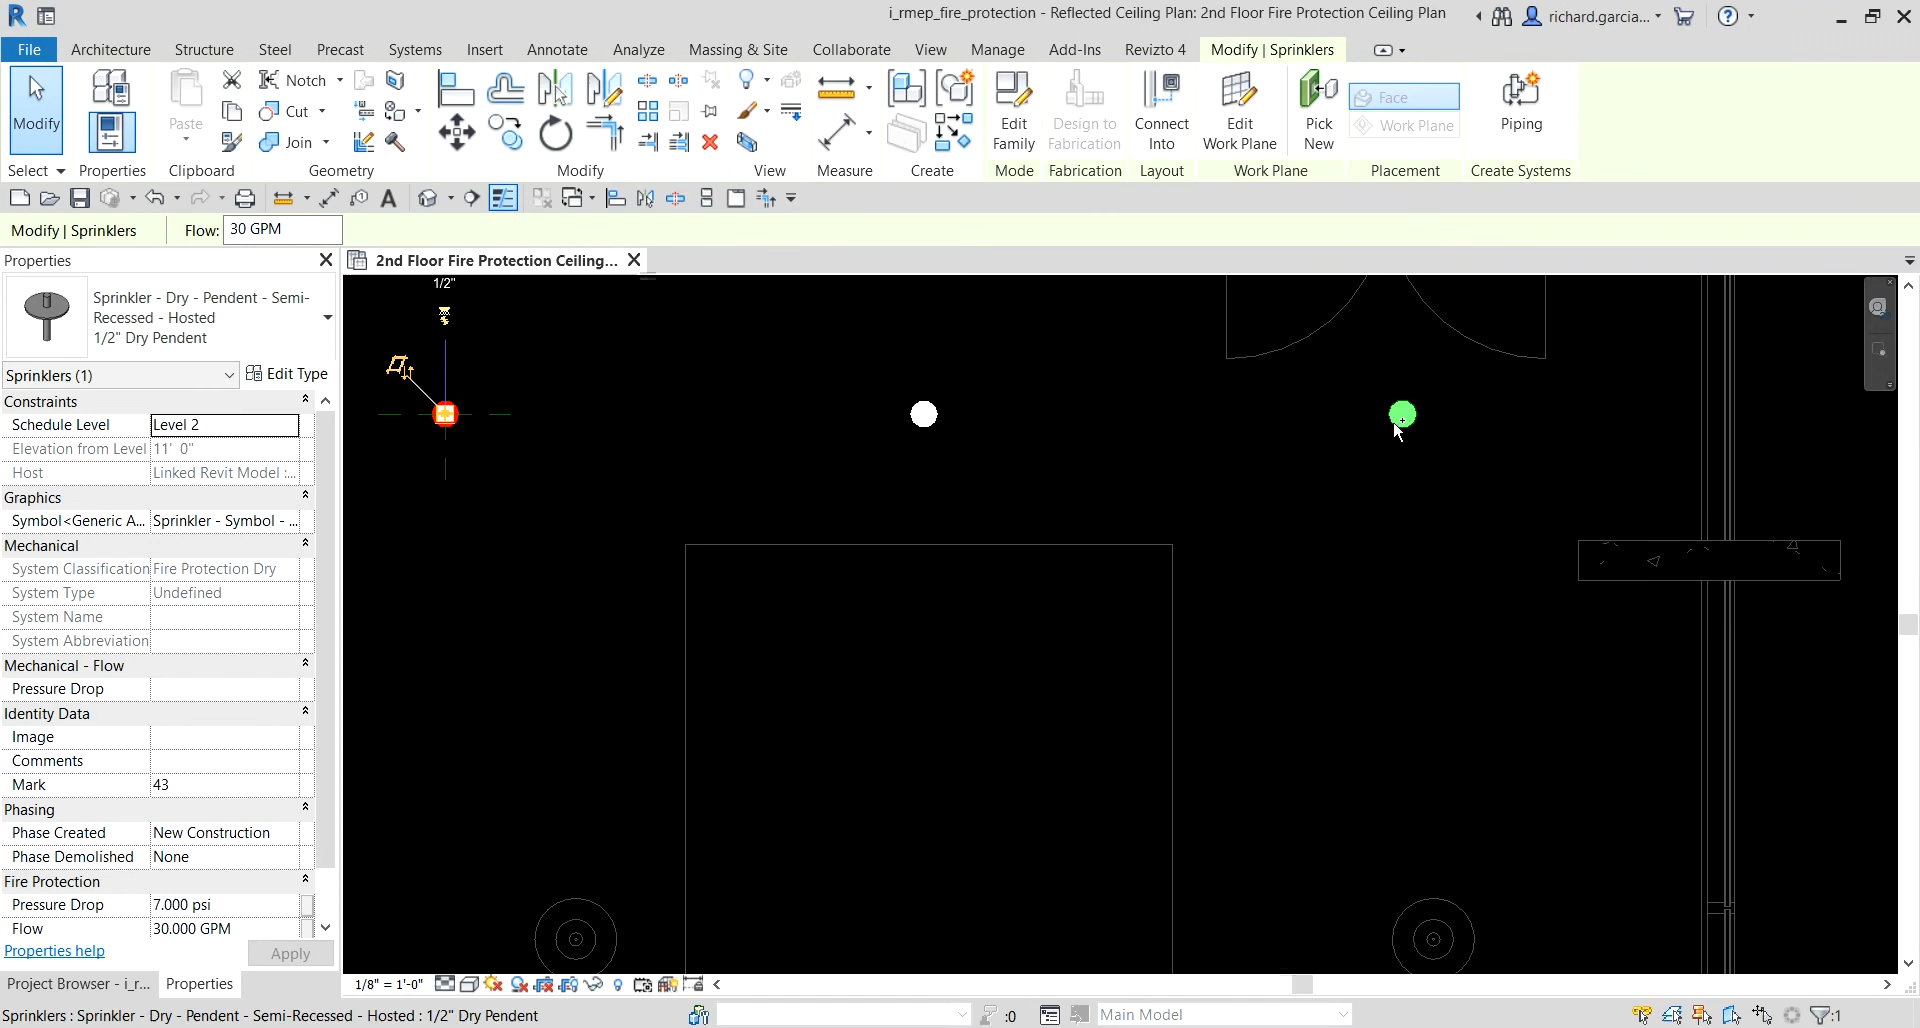 i_rmep_fire_protection - Reflected Ceiling Plan: 2nd Floor Fire Protection Ceiling Plan
richard.garcia...
File Architecture Structure Steel Precast Systems Insert Annotate Analyze Massing & Site Collaborate View Manage Add-Ins Revizto 4 Modify | Sprinklers
Modify
Paste
Notch
Cut
Join
Edit Family
Design to Fabrication
Connect Into
Edit Work Plane
Pick New
Face
Work Plane
Piping
Select Properties Clipboard Geometry Modify View Measure Create Mode Fabrication Layout Work Plane Placement Create Systems
Modify | Sprinklers Flow: 30 GPM
Properties
2nd Floor Fire Protection Ceiling...
Sprinkler - Dry - Pendent - Semi-
Recessed - Hosted
1/2" Dry Pendent
Sprinklers (1) Edit Type
Constraints
Schedule Level Level 2
Elevation from Level 11' 0"
Host Linked Revit Model :...
Graphics
Symbol<Generic A... Sprinkler - Symbol - ...
Mechanical
System Classification Fire Protection Dry
System Type Undefined
System Name
System Abbreviation
Mechanical - Flow
Pressure Drop
Identity Data
Image
Comments
Mark 43
Phasing
Phase Created New Construction
Phase Demolished None
Fire Protection
Pressure Drop 7.000 psi
Flow 30.000 GPM
Properties help Apply
Project Browser - i_r... Properties
1/2"
1/8" = 1'-0"
Sprinklers : Sprinkler - Dry - Pendent - Semi-Recessed - Hosted : 1/2" Dry Pendent
:0
Main Model
:1